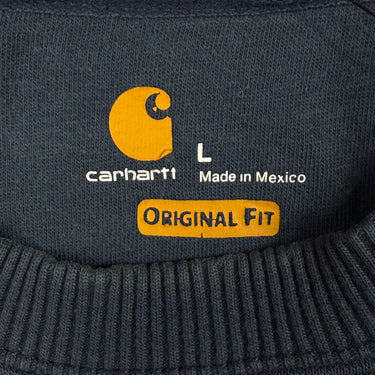 L
carhartt
Made in Mexico
ORIGINAL FIT